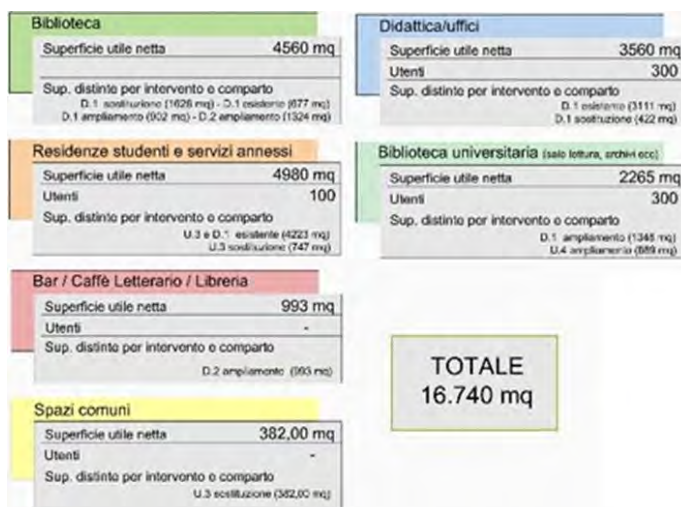 Biblioteca
Superficie utile netta 4560 mq
Sup. distinte per intervento e comparto
D.1 sostituzione (1626 mq) - D.1 esistente (677 mq)
D.1 ampliamento (902 mq) - D.2 ampliamento (1324 mq)
Residenze studenti e servizi annessi
Superficie utile netta 4980 mq
Utenti 100
Sup. distinte per intervento e comparto
U.3 e D.1 esistente (4223 mq)
U.3 sostituzione (747 mq)
Bar / Caffè Letterario / Libreria
Superficie utile netta 993 mq
Utenti -
Sup. distinte per intervento e comparto
D.2 ampliamento (993 mq)
Spazi comuni
Superficie utile netta 382,00 mq
Utenti -
Sup. distinte per intervento e comparto
U.3 sostituzione (382,00 mq)
Didattica/uffici
Superficie utile netta 3560 mq
Utenti 300
Sup. distinte per intervento e comparto
D.1 esistente (3111 mq)
D.1 sostituzione (422 mq)
Biblioteca universitaria (sale lettura, archivi ecc)
Superficie utile netta 2265 mq
Utenti 300
Sup. distinte per intervento e comparto
D.1 ampliamento (1346 mq)
U.4 ampliamento (889 mq)
TOTALE
16.740 mq